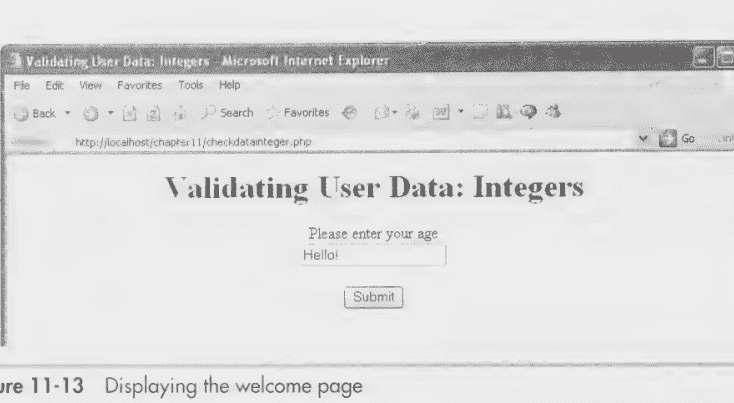 Validating User Data: Integers - Microsoft Internet Explorer
File Edit View Favorites Tools Help
Back Search Favorites
http://localhost/chapter11/checkdatainteger.php Go
Validating User Data: Integers
Please enter your age
Hello!
Submit
ure 11-13 Displaying the welcome page